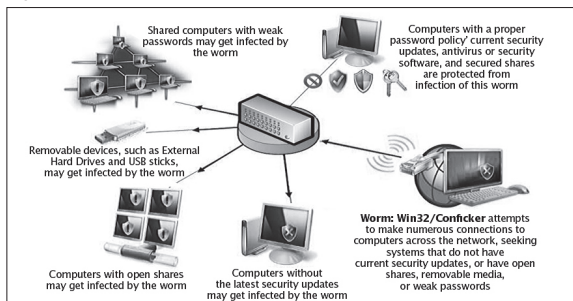 Shared computers with weak
passwords may get infected by
the worm
Computers with a proper
password policy' current security
updates, antivirus or security
software, and secured shares
are protected from
infection of this worm
Removable devices, such as External
Hard Drives and USB sticks,
may get infected by the worm
Computers with open shares
may get infected by the worm
Computers without
the latest security updates
may get infected by the worm
Worm: Win32/Conficker attempts
to make numerous connections to
computers across the network, seeking
systems that do not have
current security updates, or have open
shares, removable media,
or weak passwords